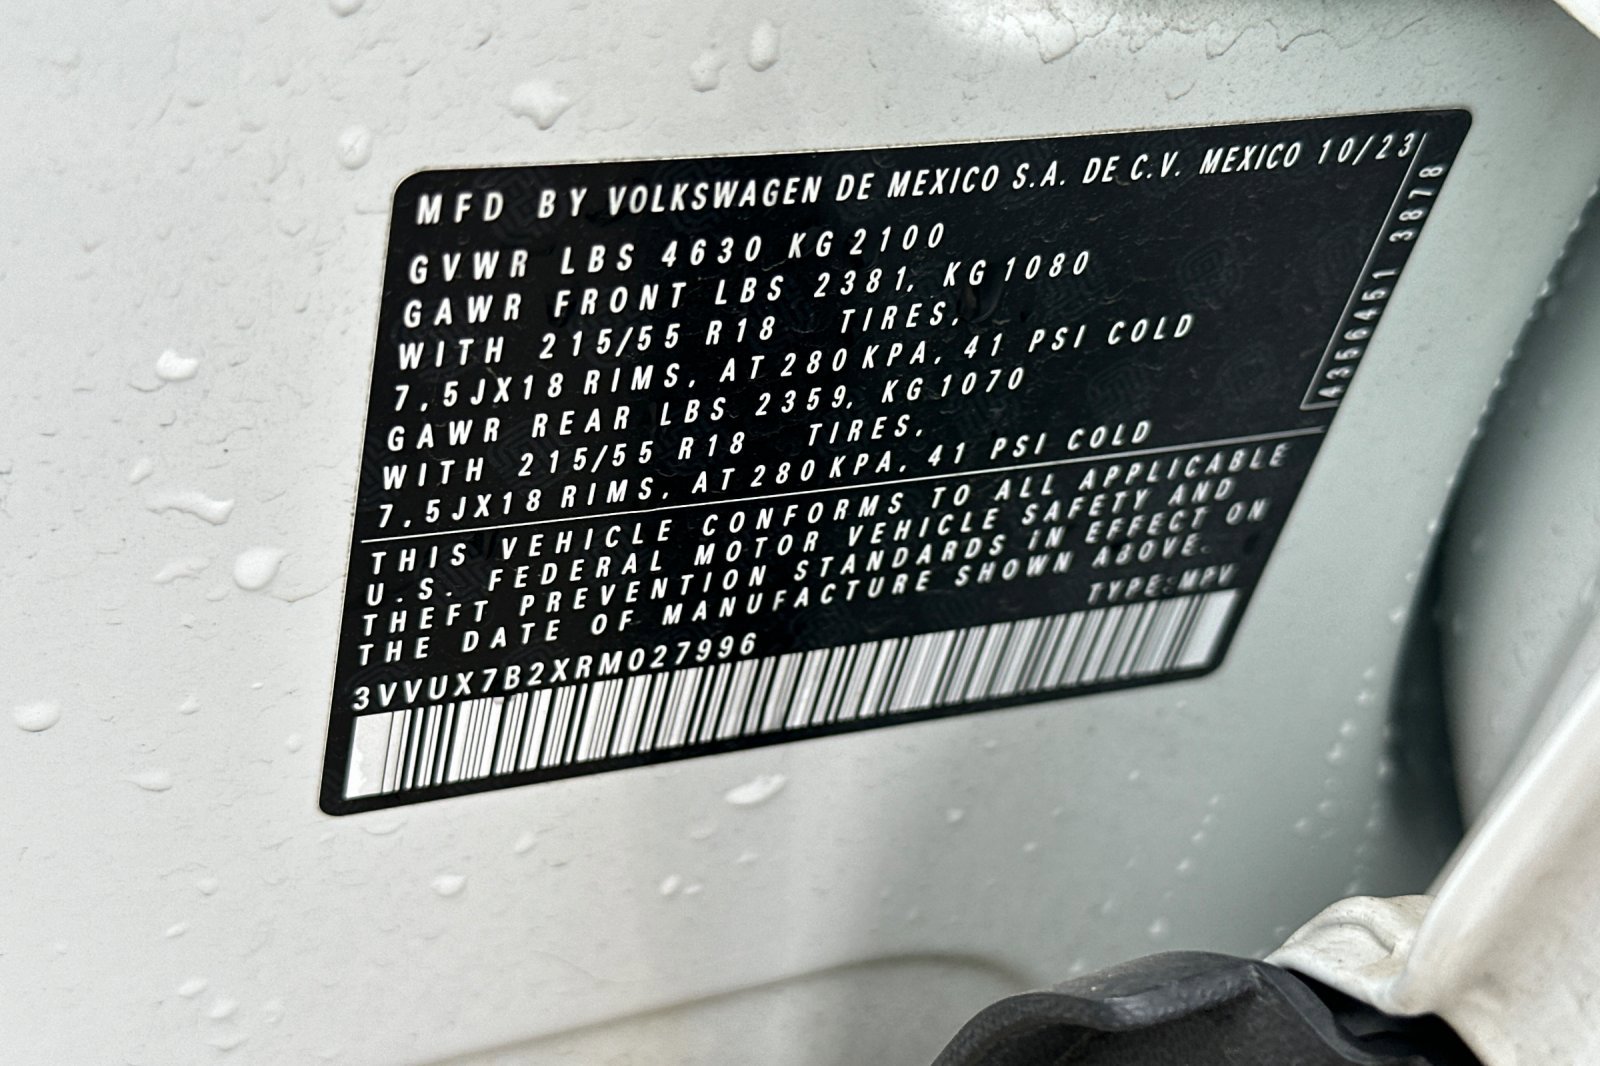 MFD BY VOLKSWAGEN DE MEXICO S.A. DE C.V. MEXICO 10/23
GVWR LBS 4630 KG 2100
GAWR FRONT LBS 2381, KG 1080
WITH 215/55 R18 TIRES,
7.5JX18 RIMS, AT 280 KPA, 41 PSI COLD
GAWR REAR LBS 2359, KG 1070
WITH 215/55 R18 TIRES,
7.5JX18 RIMS, AT 280 KPA, 41 PSI COLD
4356451 3878
THIS VEHICLE CONFORMS TO ALL APPLICABLE
U.S. FEDERAL MOTOR VEHICLE SAFETY AND
THEFT PREVENTION STANDARDS IN EFFECT ON
THE DATE OF MANUFACTURE SHOWN ABOVE.
TYPE:MPV
3VVUX7B2XRM027996